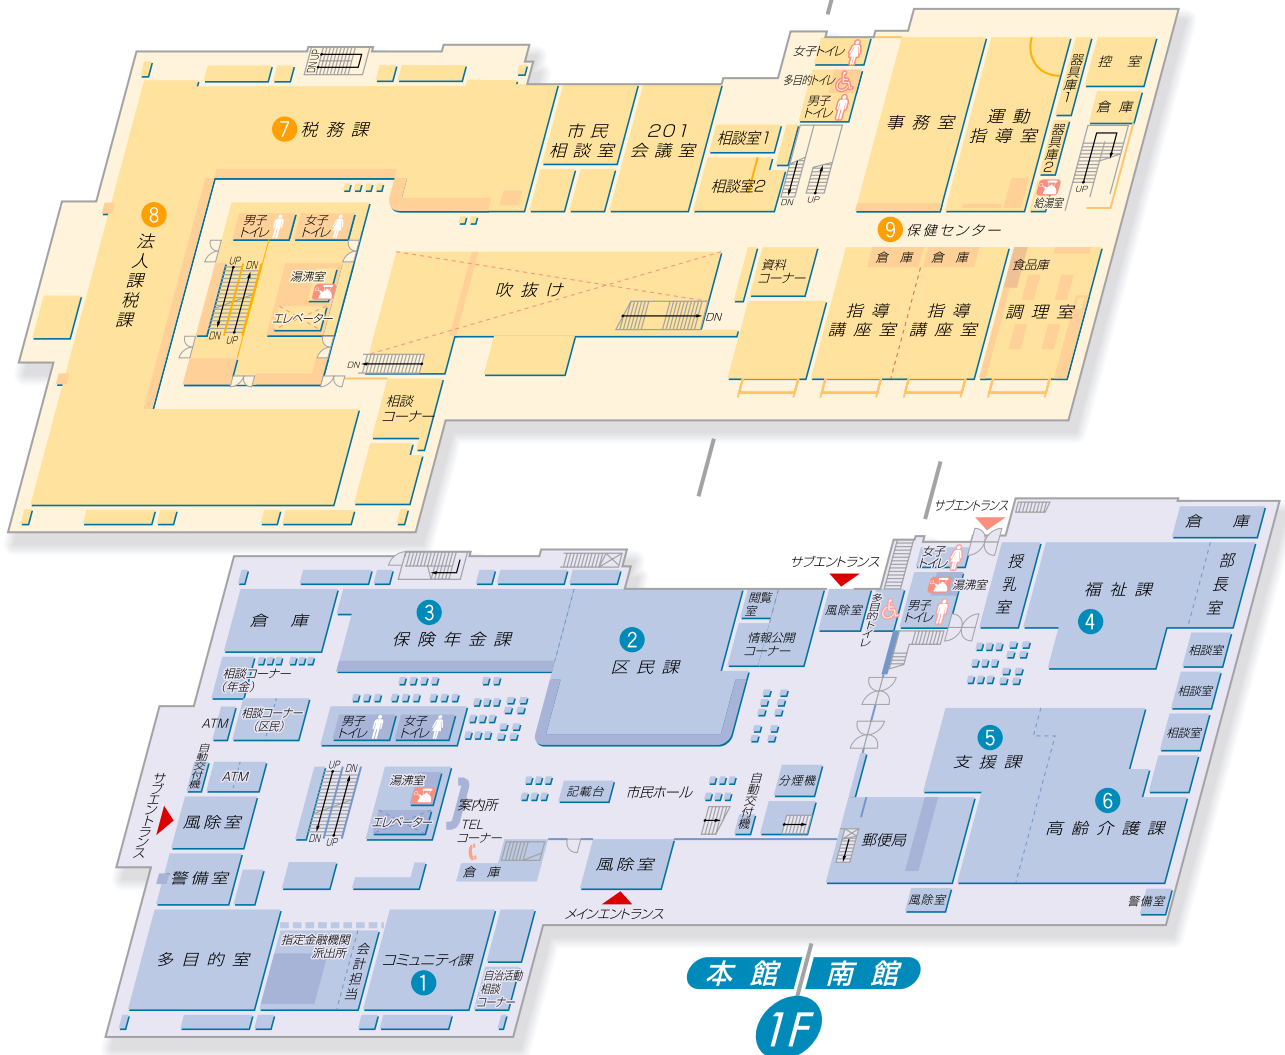 DN UP
7 税務課
市民
相談室
201
会議室
相談室1
相談室2
女子トイレ
多目的トイレ
男子
トイレ
DN
UP
事務室
運動
指導室
器具庫1
器具庫2
控室
倉庫
UP
給湯室
8
法人課税課
男子
トイレ
女子
トイレ
UP
DN
DN
UP
湯沸室
エレベーター
吹抜け
DN
DN
相談
コーナー
9 保健センター
資料
コーナー
倉庫
倉庫
指導
講座室
指導
講座室
食品庫
調理室
サブエントランス
サブエントランス
倉庫
3
保険年金課
2
区民課
閲覧
室
情報公開
コーナー
風除室
多目的トイレ
女子
トイレ
湯沸室
男子
トイレ
授乳室
福祉課
4
部長室
倉庫
相談室
相談室
相談室
相談コーナー
(年金)
相談コーナー
(区民)
ATM
自動交付機
ATM
サブエントランス
風除室
警備室
男子
トイレ
女子
トイレ
UP
DN
DN
UP
湯沸室
エレベーター
案内所
TEL
コーナー
倉庫
記載台
市民ホール
自動交付機
分煙機
風除室
メインエントランス
5
支援課
6
高齢介護課
郵便局
風除室
警備室
多目的室
指定金融機関
派出所
会計担当
コミュニティ課
1
自治活動
相談
コーナー
本館
南館
1F